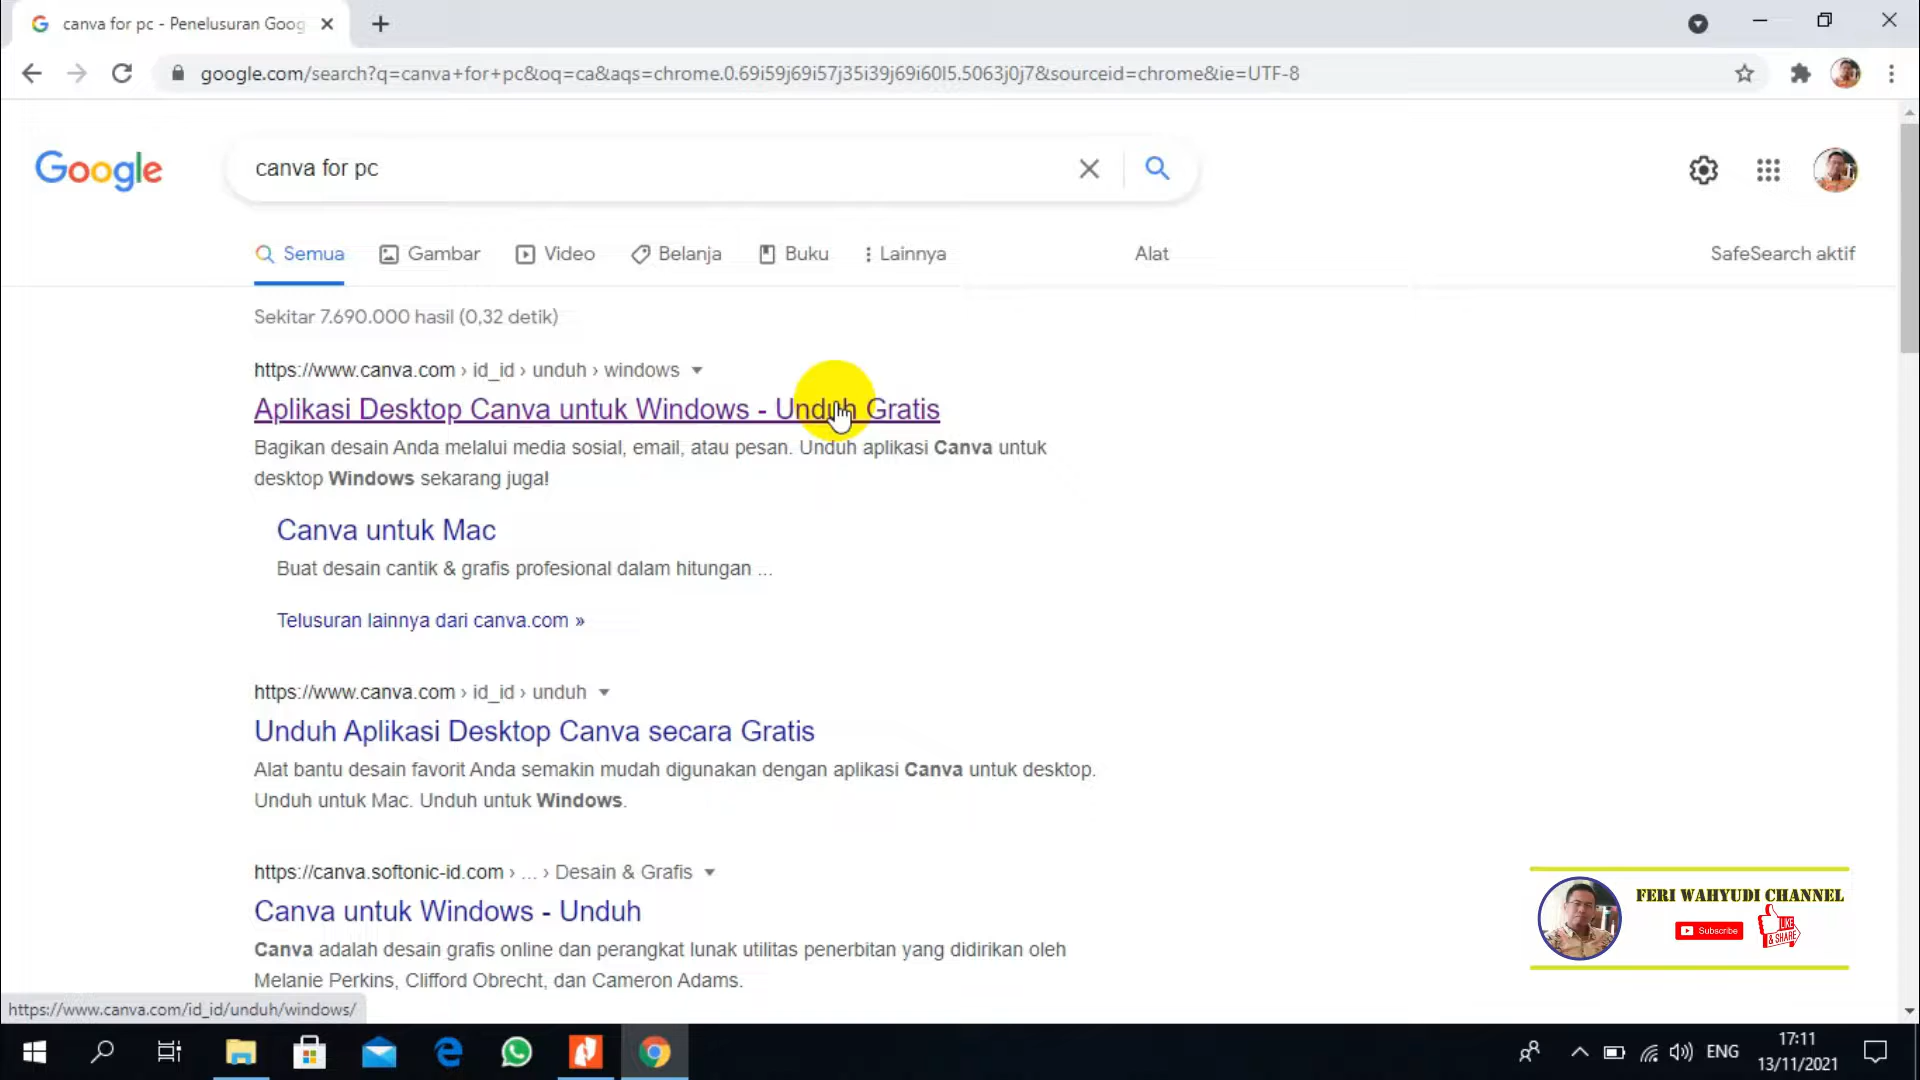 canva for pc - Penelusuran Goog
google.com/search?q=canva+for+pc&oq=ca&aqs=chrome.0.69i59j69i57j35i39j69i60l5.5063j0j7&sourceid=chrome&ie=UTF-8
Google
canva for pc
Semua Gambar Video Belanja Buku Lainnya Alat SafeSearch aktif
Sekitar 7.690.000 hasil (0,32 detik)
https://www.canva.com › id_id › unduh › windows
Aplikasi Desktop Canva untuk Windows - Unduh Gratis
Bagikan desain Anda melalui media sosial, email, atau pesan. Unduh aplikasi Canva untuk
desktop Windows sekarang juga!
Canva untuk Mac
Buat desain cantik & grafis profesional dalam hitungan ...
Telusuran lainnya dari canva.com »
https://www.canva.com › id_id › unduh
Unduh Aplikasi Desktop Canva secara Gratis
Alat bantu desain favorit Anda semakin mudah digunakan dengan aplikasi Canva untuk desktop.
Unduh untuk Mac. Unduh untuk Windows.
https://canva.softonic-id.com › ... › Desain & Grafis
Canva untuk Windows - Unduh
Canva adalah desain grafis online dan perangkat lunak utilitas penerbitan yang didirikan oleh
Melanie Perkins, Clifford Obrecht, dan Cameron Adams.
FERI WAHYUDI CHANNEL
Subscribe
LIKE
& SHARE
https://www.canva.com/id_id/unduh/windows/
ENG
17:11
13/11/2021